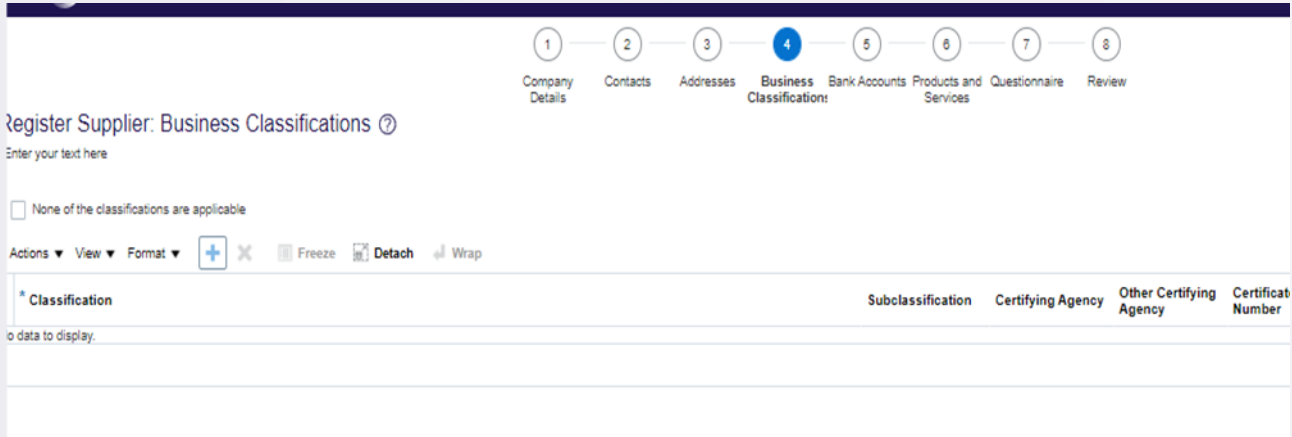 1 2 3 4 5 6 7 8
Company Details Contacts Addresses Business Classifications Bank Accounts Products and Services Questionnaire Review
Register Supplier: Business Classifications ?
Enter your text here
None of the classifications are applicable
Actions View Format Freeze Detach Wrap
* Classification Subclassification Certifying Agency Other Certifying Agency Certificat Number
o data to display.